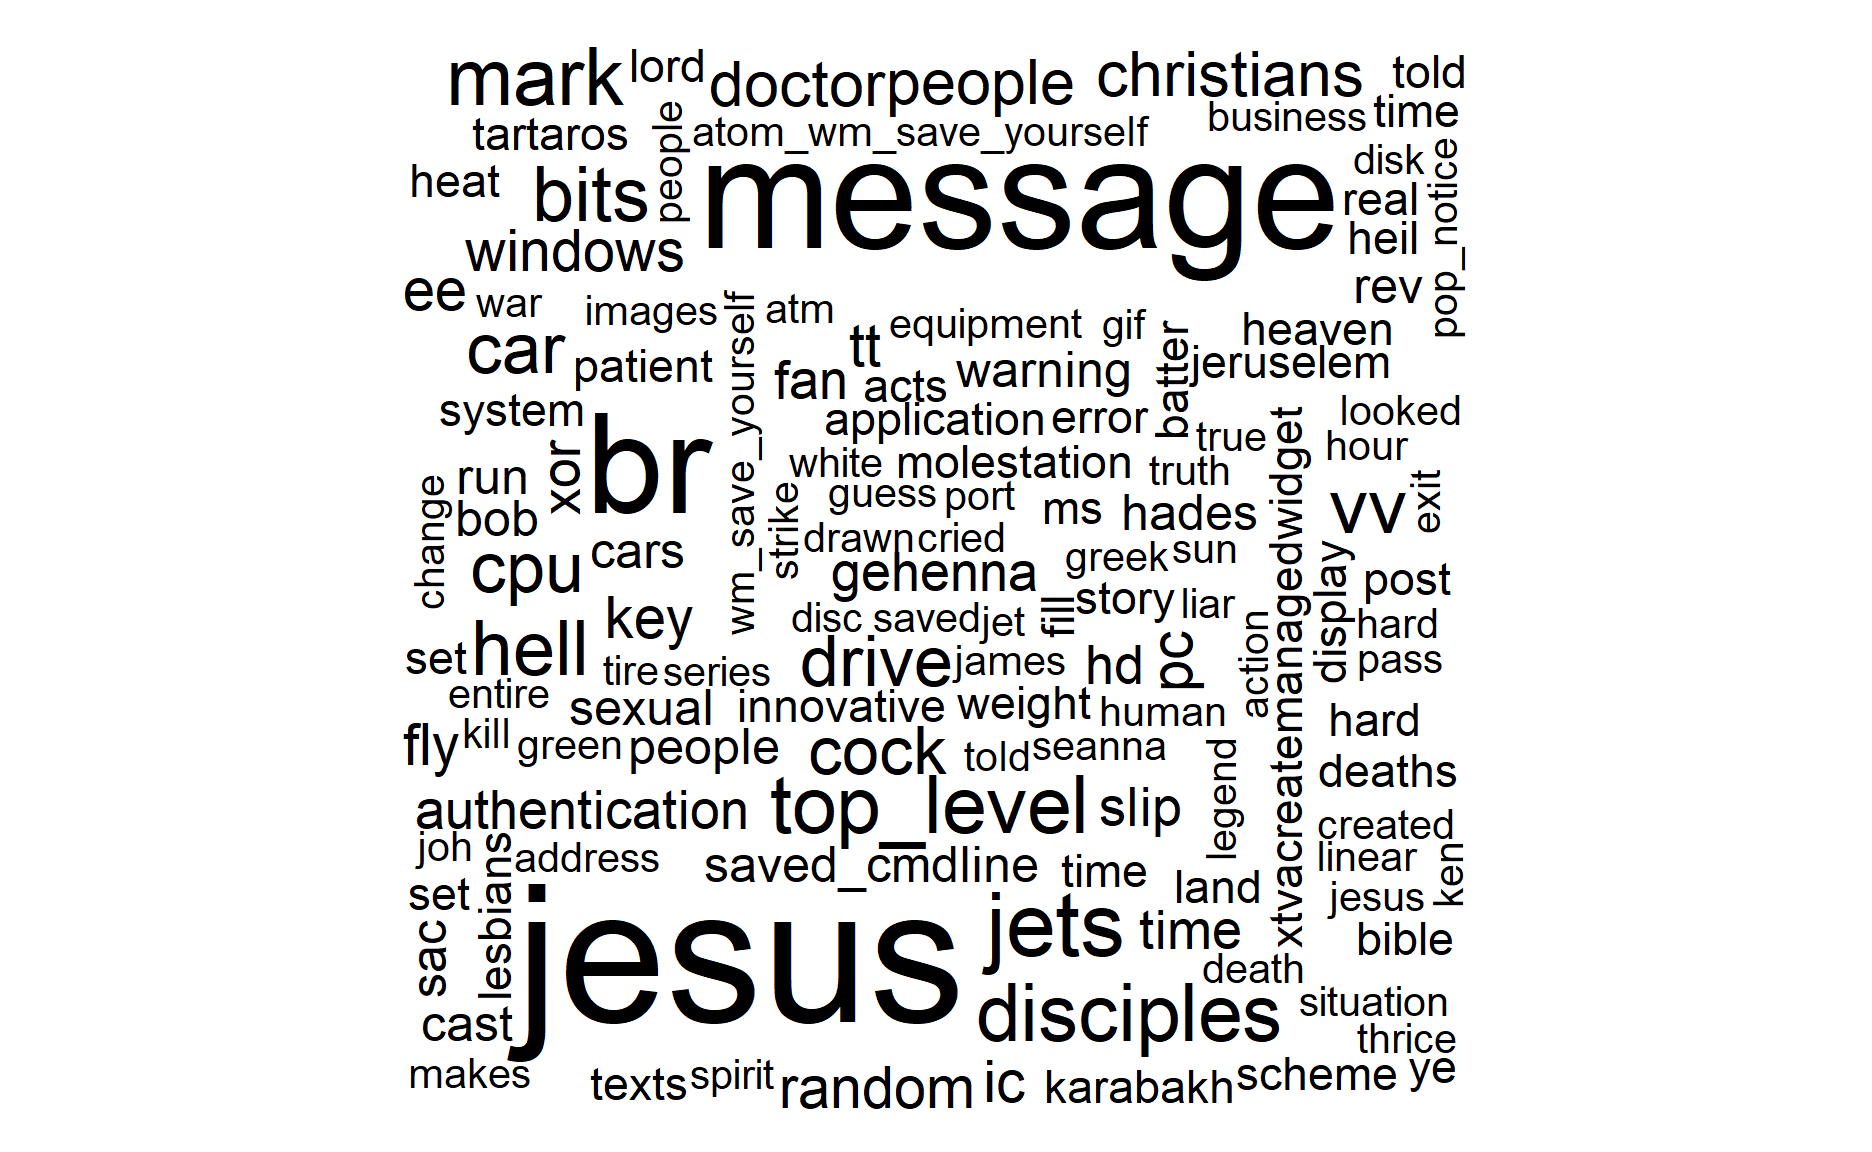 mark lord doctor people christians told
tartaros people atom_wm_save_yourself business time
heat bits message disk real pop_notice
windows heil
ee war images wm_save_yourself atm equipment gif batter heaven rev
car patient tt fan acts warning jeruselem
system application error true looked
xor br white molestation truth hour
change run guess port ms hades xtvacreatemanagedwidget vv exit
bob strike drawn cried greek sun
cpu cars gehenna display post
key disc saved jet fill story liar hard
set hell tire series drive james hd pc action pass
entire sexual innovative weight human hard
fly kill green people cock told seanna legend deaths
authentication top_level slip created
joh lesbians address saved_cmdline time linear ken
set jesus jets time land jesus
sac death bible
cast disciples situation
thrice
makes texts spirit random ic karabakh scheme ye